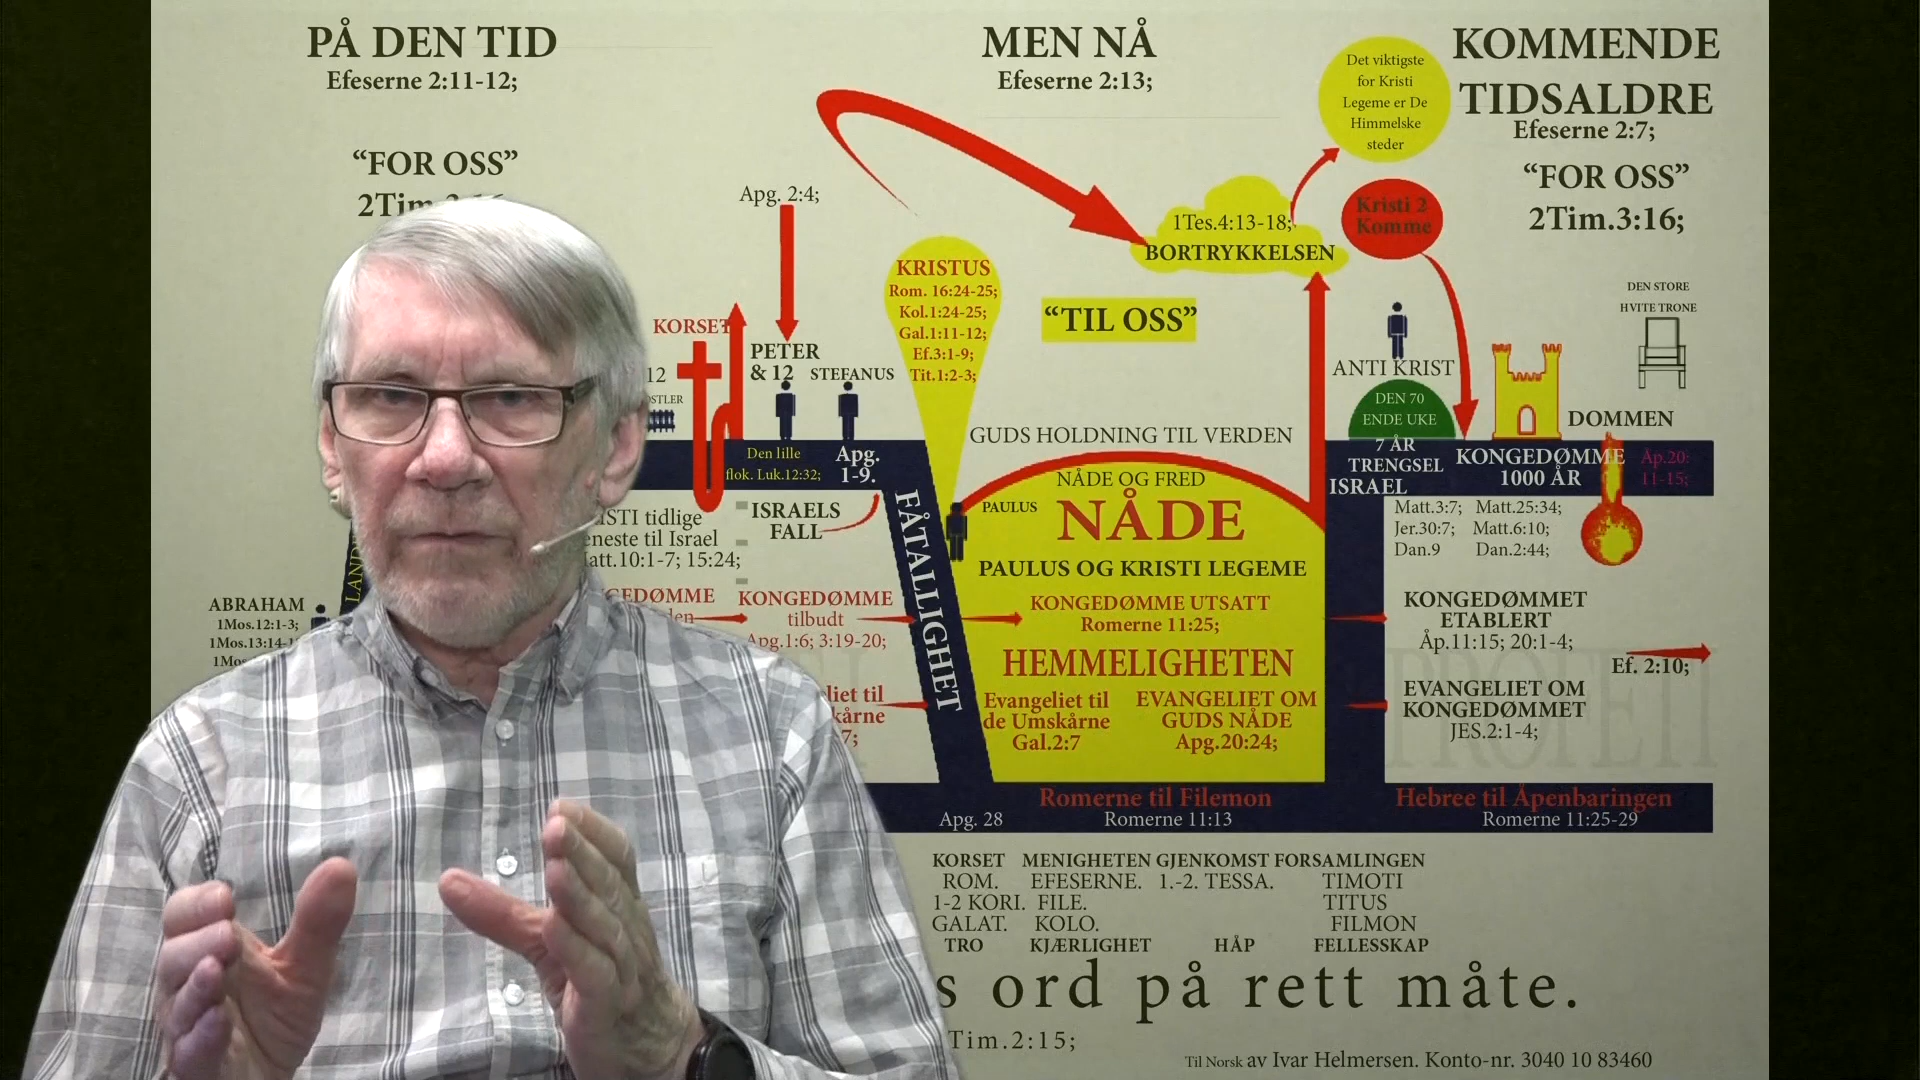 PÅ DEN TID
Efeserne 2:11-12;
“FOR OSS”
2Tim.
MEN NÅ
Efeserne 2:13;
KOMMENDE
TIDSALDRE
Efeserne 2:7;
“FOR OSS”
2Tim.3:16;
Det viktigste
for Kristi
Legeme er De
Himmelske
steder
Apg. 2:4;
1Tes.4:13-18;
BORTRYKKELSEN
Kristi 2
Komme
KRISTUS
Rom. 16:24-25;
Kol.1:24-25;
Gal.1:11-12;
Ef.3:1-9;
Tit.1:2-3;
“TIL OSS”
DEN STORE
HVITE TRONE
KORSET
12
PETER
& 12
STEFANUS
ANTI KRIST
DEN 70
ENDE UKE
DOMMEN
GUDS HOLDNING TIL VERDEN
Den lille
flok. Luk.12:32;
Apg.
1-9.
7 ÅR
TRENGSEL
ISRAEL
KONGEDØMME
1000 ÅR
Åp.20:
11-15;
NÅDE OG FRED
PAULUS
NÅDE
PAULUS OG KRISTI LEGEME
KONGEDØMME UTSATT
Romerne 11:25;
HEMMELIGHETEN
Evangeliet til
de Umskårne
Gal.2:7
EVANGELIET OM
GUDS NÅDE
Apg.20:24;
ISRAELS
FALL
FÅTALLIGHET
tidlige
til Israel
10:1-7; 15:24;
KONGEDØMME
tilbudt
Apg.1:6; 3:19-20;
til
ABRAHAM
1Mos.12:1-3;
Matt.3:7;
Jer.30:7;
Dan.9
Matt.25:34;
Matt.6:10;
Dan.2:44;
KONGEDØMMET
ETABLERT
Åp.11:15; 20:1-4;
Ef. 2:10;
EVANGELIET OM
KONGEDØMMET
JES.2:1-4;
Romerne til Filemon
Apg. 28
Romerne 11:13
Hebree til Åpenbaringen
Romerne 11:25-29
KORSET MENIGHETEN GJENKOMST FORSAMLINGEN
ROM. EFESERNE. 1.-2. TESSA. TIMOTI
1-2 KORI. FILE. TITUS
GALAT. KOLO. FILMON
TRO KJÆRLIGHET HÅP FELLESSKAP
s ord på rett måte.
Tim.2:15;
Til Norsk av Ivar Helmersen. Konto-nr. 3040 10 83460